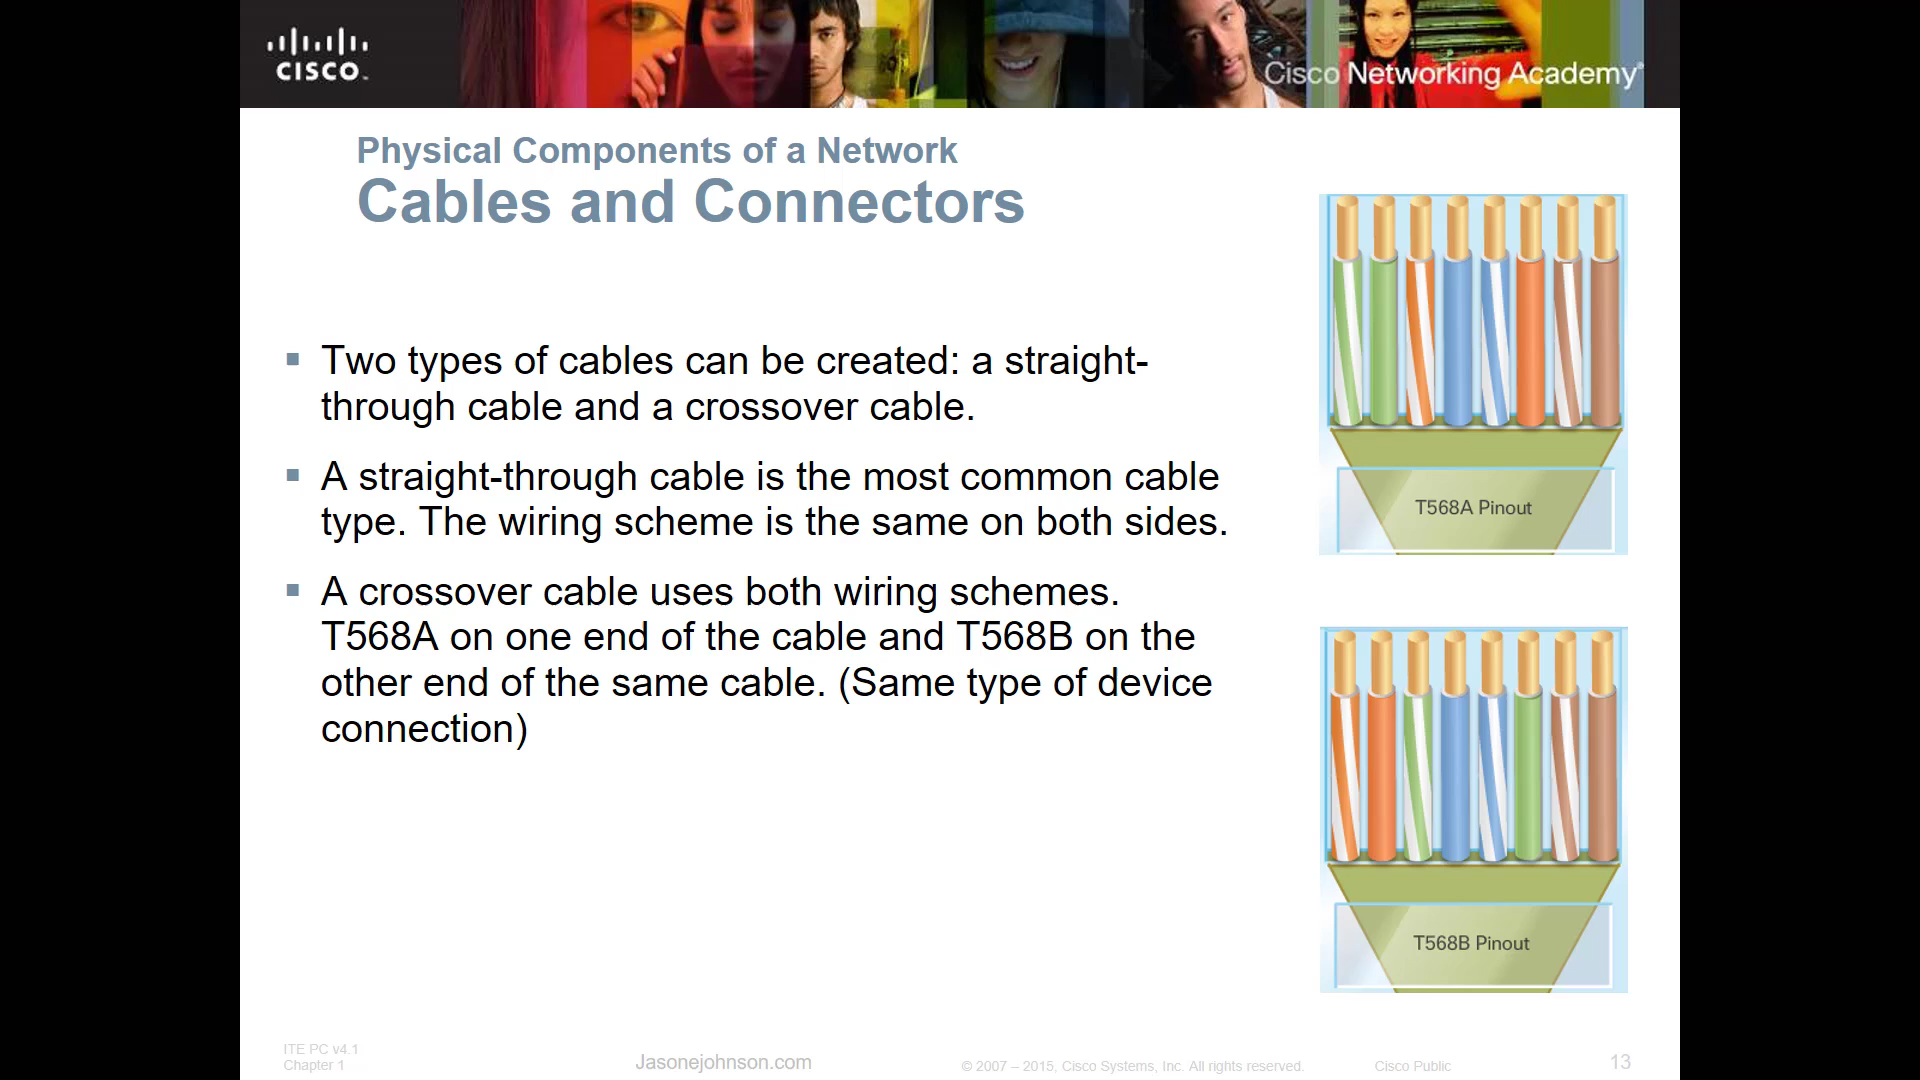 CISCO
Cisco Networking Academy®
Physical Components of a Network
Cables and Connectors
Two types of cables can be created: a straight-
through cable and a crossover cable.
A straight-through cable is the most common cable
type. The wiring scheme is the same on both sides.
A crossover cable uses both wiring schemes.
T568A on one end of the cable and T568B on the
other end of the same cable. (Same type of device
connection)
T568A Pinout
T568B Pinout
ITE PC v4.1
Chapter 1
Jasonejohnson.com
© 2007 – 2015, Cisco Systems, Inc. All rights reserved.
Cisco Public
13